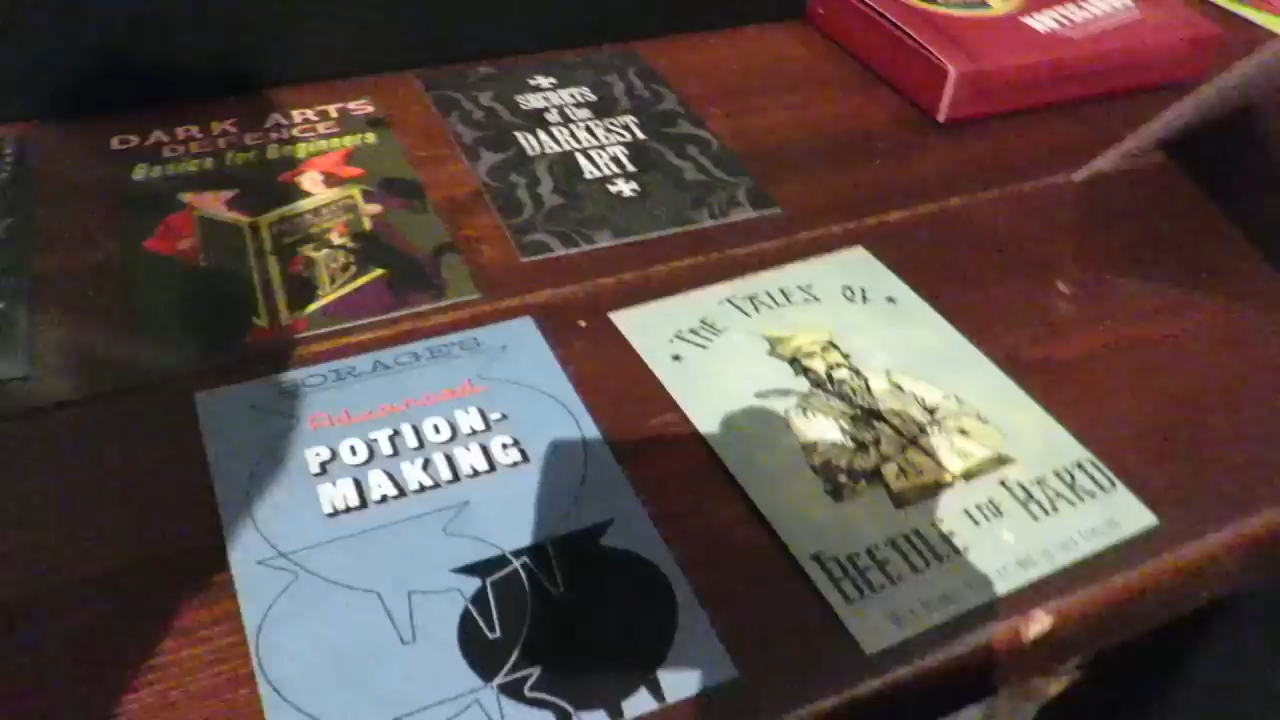 DARK ARTS
DEFENCE
Basics for Beginners
SECRETS
of the
DARKEST
ART
ORAGE'S
Advanced
POTION-
MAKING
THE TALES OF
BEEDLE THE BARD